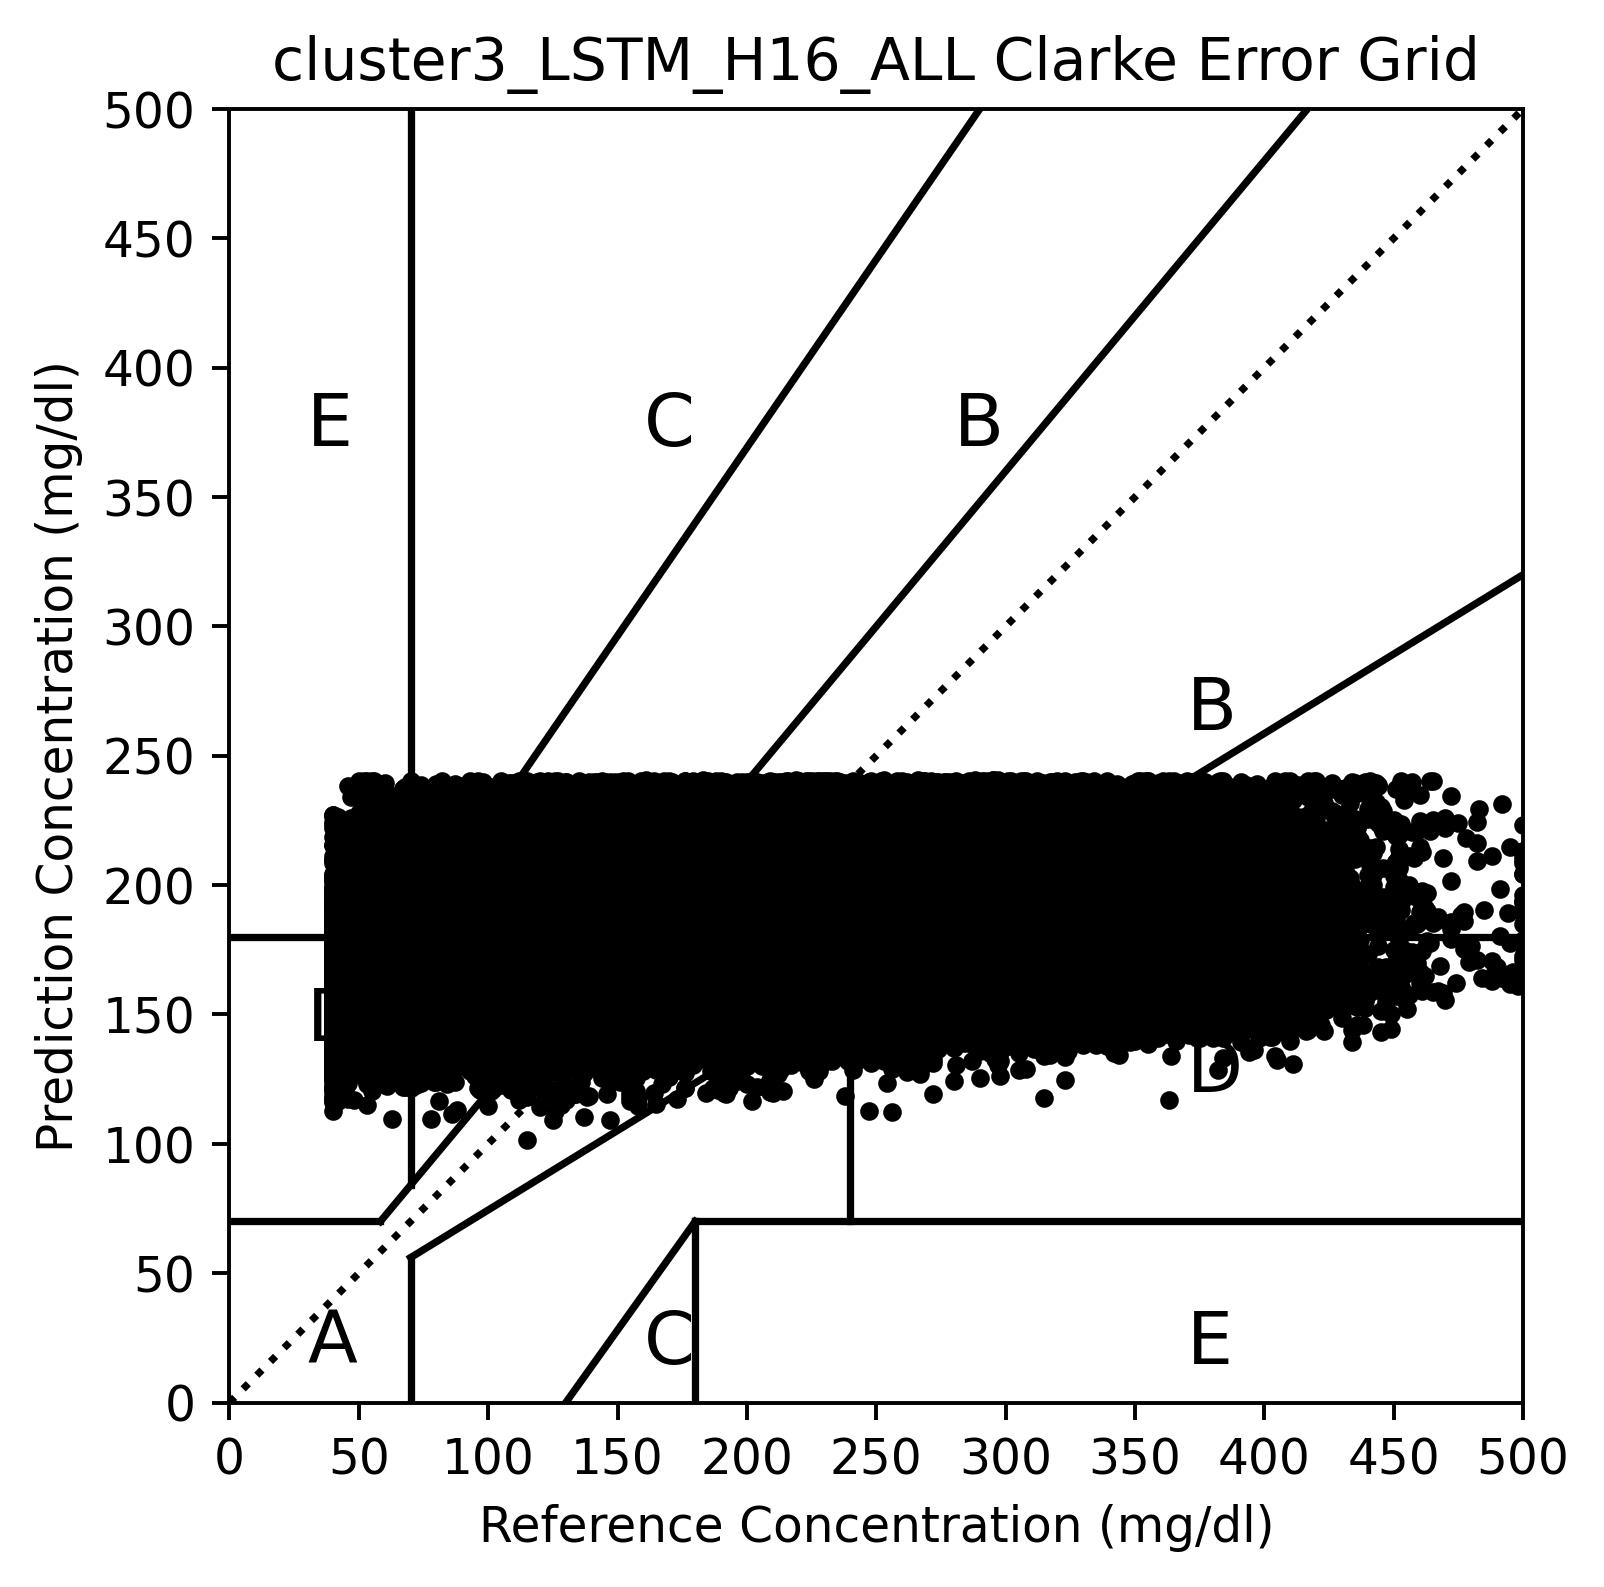 cluster3_LSTM_H16_ALL Clarke Error Grid
500
450
400
350
300
250
200
150
100
50
0
Prediction Concentration (mg/dl)
E
C
B
B
D
A
C
E
0 50 100 150 200 250 300 350 400 450 500
Reference Concentration (mg/dl)